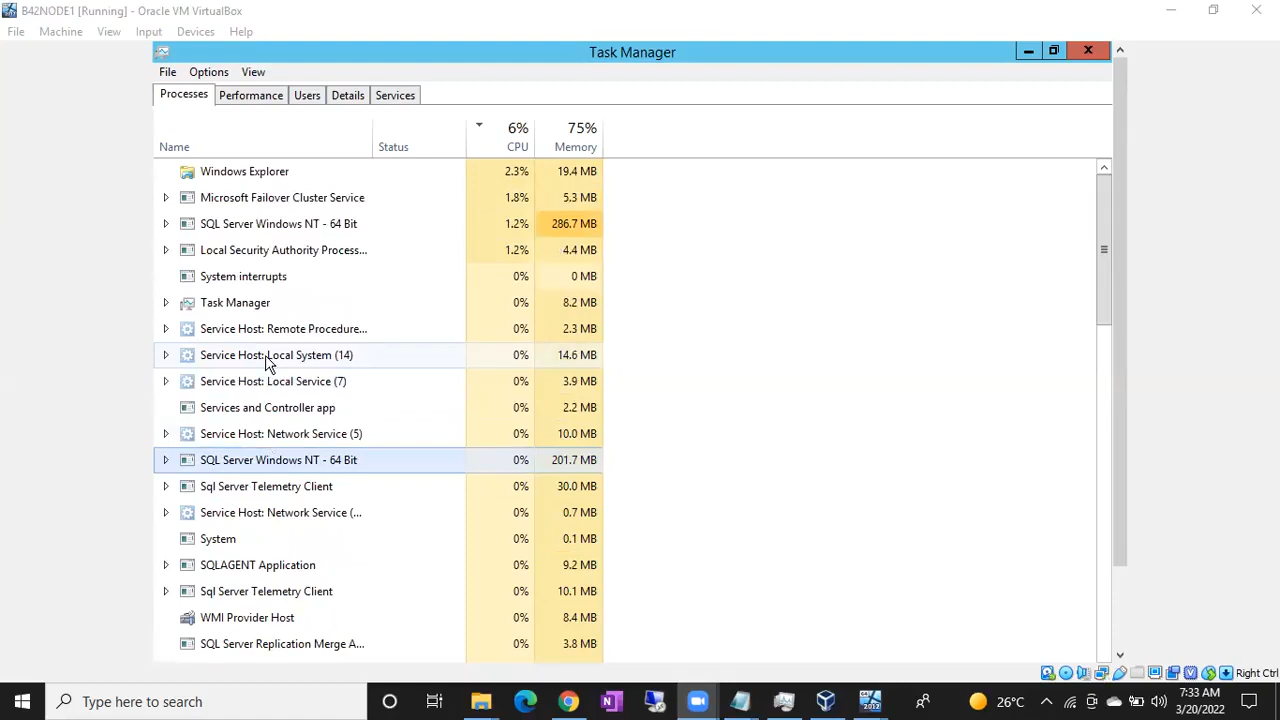 B42NODE1 [Running] - Oracle VM VirtualBox
File Machine View Input Devices Help
Task Manager
File Options View
Processes Performance Users Details Services
6% 75%
Name Status CPU Memory
Windows Explorer 2.3% 19.4 MB
Microsoft Failover Cluster Service 1.8% 5.3 MB
SQL Server Windows NT - 64 Bit 1.2% 286.7 MB
Local Security Authority Process... 1.2% 4.4 MB
System interrupts 0% 0 MB
Task Manager 0% 8.2 MB
Service Host: Remote Procedure... 0% 2.3 MB
Service Host: Local System (14) 0% 14.6 MB
Service Host: Local Service (7) 0% 3.9 MB
Services and Controller app 0% 2.2 MB
Service Host: Network Service (5) 0% 10.0 MB
SQL Server Windows NT - 64 Bit 0% 201.7 MB
Sql Server Telemetry Client 0% 30.0 MB
Service Host: Network Service (... 0% 0.7 MB
System 0% 0.1 MB
SQLAGENT Application 0% 9.2 MB
Sql Server Telemetry Client 0% 10.1 MB
WMI Provider Host 0% 8.4 MB
SQL Server Replication Merge A... 0% 3.8 MB
Right Ctrl
Type here to search
26°C
7:33 AM
3/20/2022